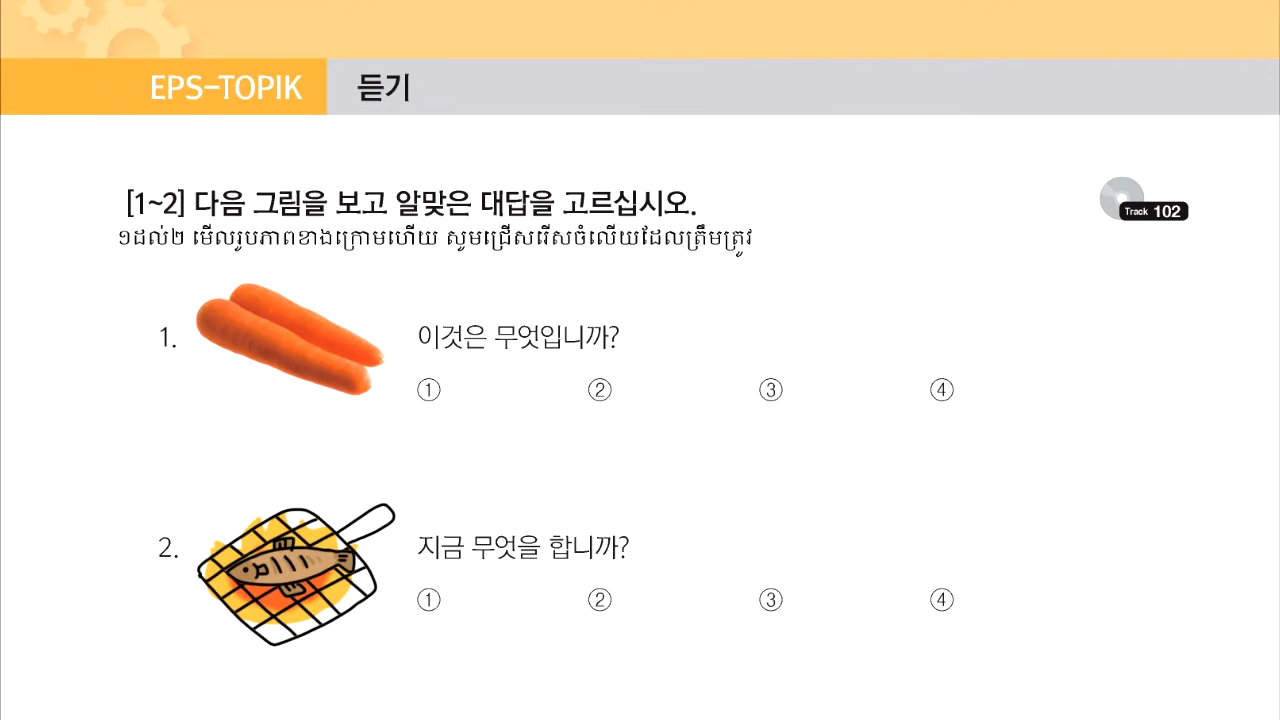 EPS-TOPIK 듣기
[1~2] 다음 그림을 보고 알맞은 대답을 고르십시오.
Track 102
១ដល់២ មើលរូបភាពខាងក្រោមហើយ សូមជ្រើសរើសចំលើយដែលត្រឹមត្រូវ
1. 이것은 무엇입니까?
① ② ③ ④
2. 지금 무엇을 합니까?
① ② ③ ④